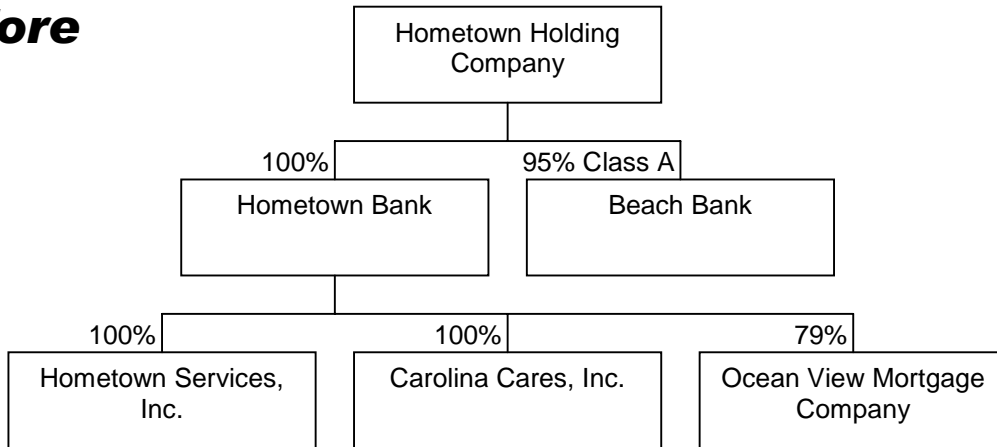 ore
Hometown Holding
Company
100%
95% Class A
Hometown Bank
Beach Bank
100%
100%
79%
Hometown Services,
Inc.
Carolina Cares, Inc.
Ocean View Mortgage
Company